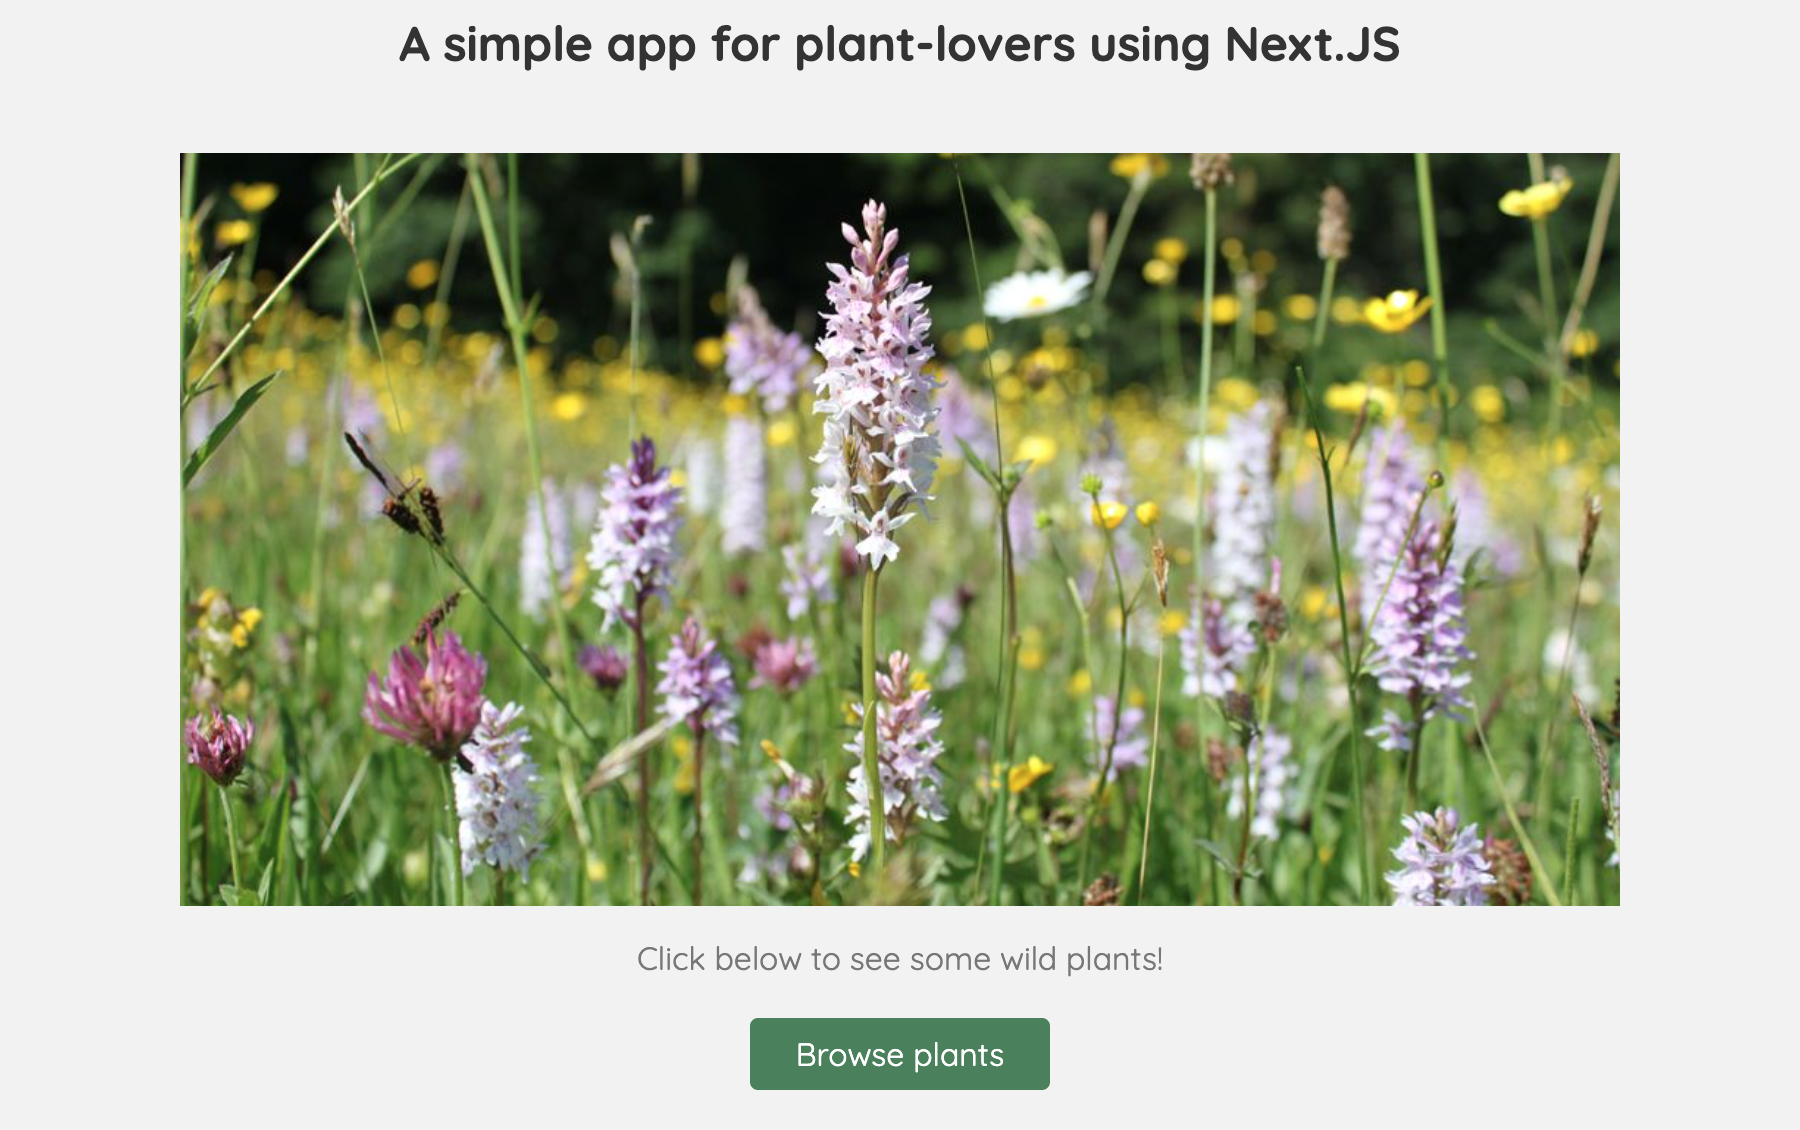 A simple app for plant-lovers using Next.JS
Click below to see some wild plants!
Browse plants